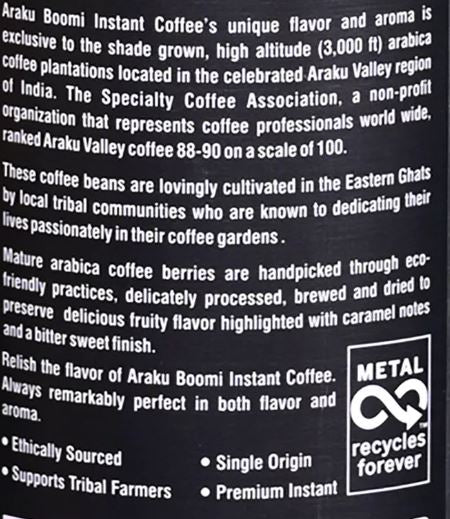 Araku Boomi Instant Coffee's unique flavor and aroma is
exclusive to the shade grown, high altitude (3,000 ft) arabica
coffee plantations located in the celebrated Araku Valley region
of India. The Specialty Coffee Association, a non-profit
organization that represents coffee professionals world wide,
ranked Araku Valley coffee 88-90 on a scale of 100.
These coffee beans are lovingly cultivated in the Eastern Ghats
by local tribal communities who are known to dedicating their
lives passionately in their coffee gardens.
Mature arabica coffee berries are handpicked through eco-
friendly practices, delicately processed, brewed and dried to
preserve delicious fruity flavor highlighted with caramel notes
and a bitter sweet finish.
Relish the flavor of Araku Boomi Instant Coffee.
Always remarkably perfect in both flavor and
aroma.
• Ethically Sourced
• Supports Tribal Farmers
• Single Origin
• Premium Instant
METAL
™
recycles
forever